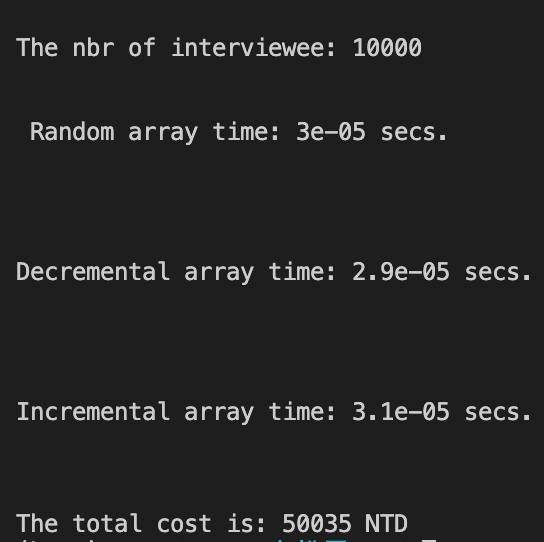 The nbr of interviewee: 10000
Random array time: 3e-05 secs.
Decremental array time: 2.9e-05 secs.
Incremental array time: 3.1e-05 secs.
The total cost is: 50035 NTD